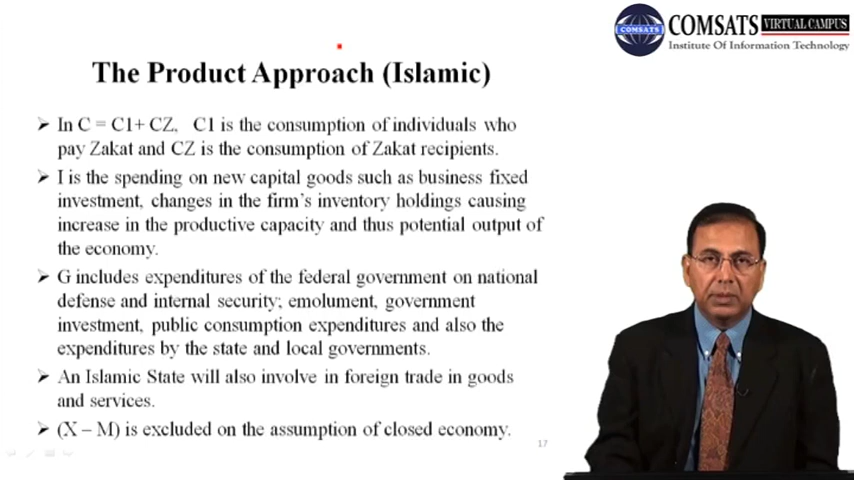 COMSATS VIRTUAL CAMPUS
Institute Of Information Technology
COMSATS
The Product Approach (Islamic)
➤ In C = C1+ CZ, C1 is the consumption of individuals who
pay Zakat and CZ is the consumption of Zakat recipients.
➤ I is the spending on new capital goods such as business fixed
investment, changes in the firm's inventory holdings causing
increase in the productive capacity and thus potential output of
the economy.
➤ G includes expenditures of the federal government on national
defense and internal security; emolument, government
investment, public consumption expenditures and also the
expenditures by the state and local governments.
➤ An Islamic State will also involve in foreign trade in goods
and services.
➤ (X – M) is excluded on the assumption of closed economy.
17